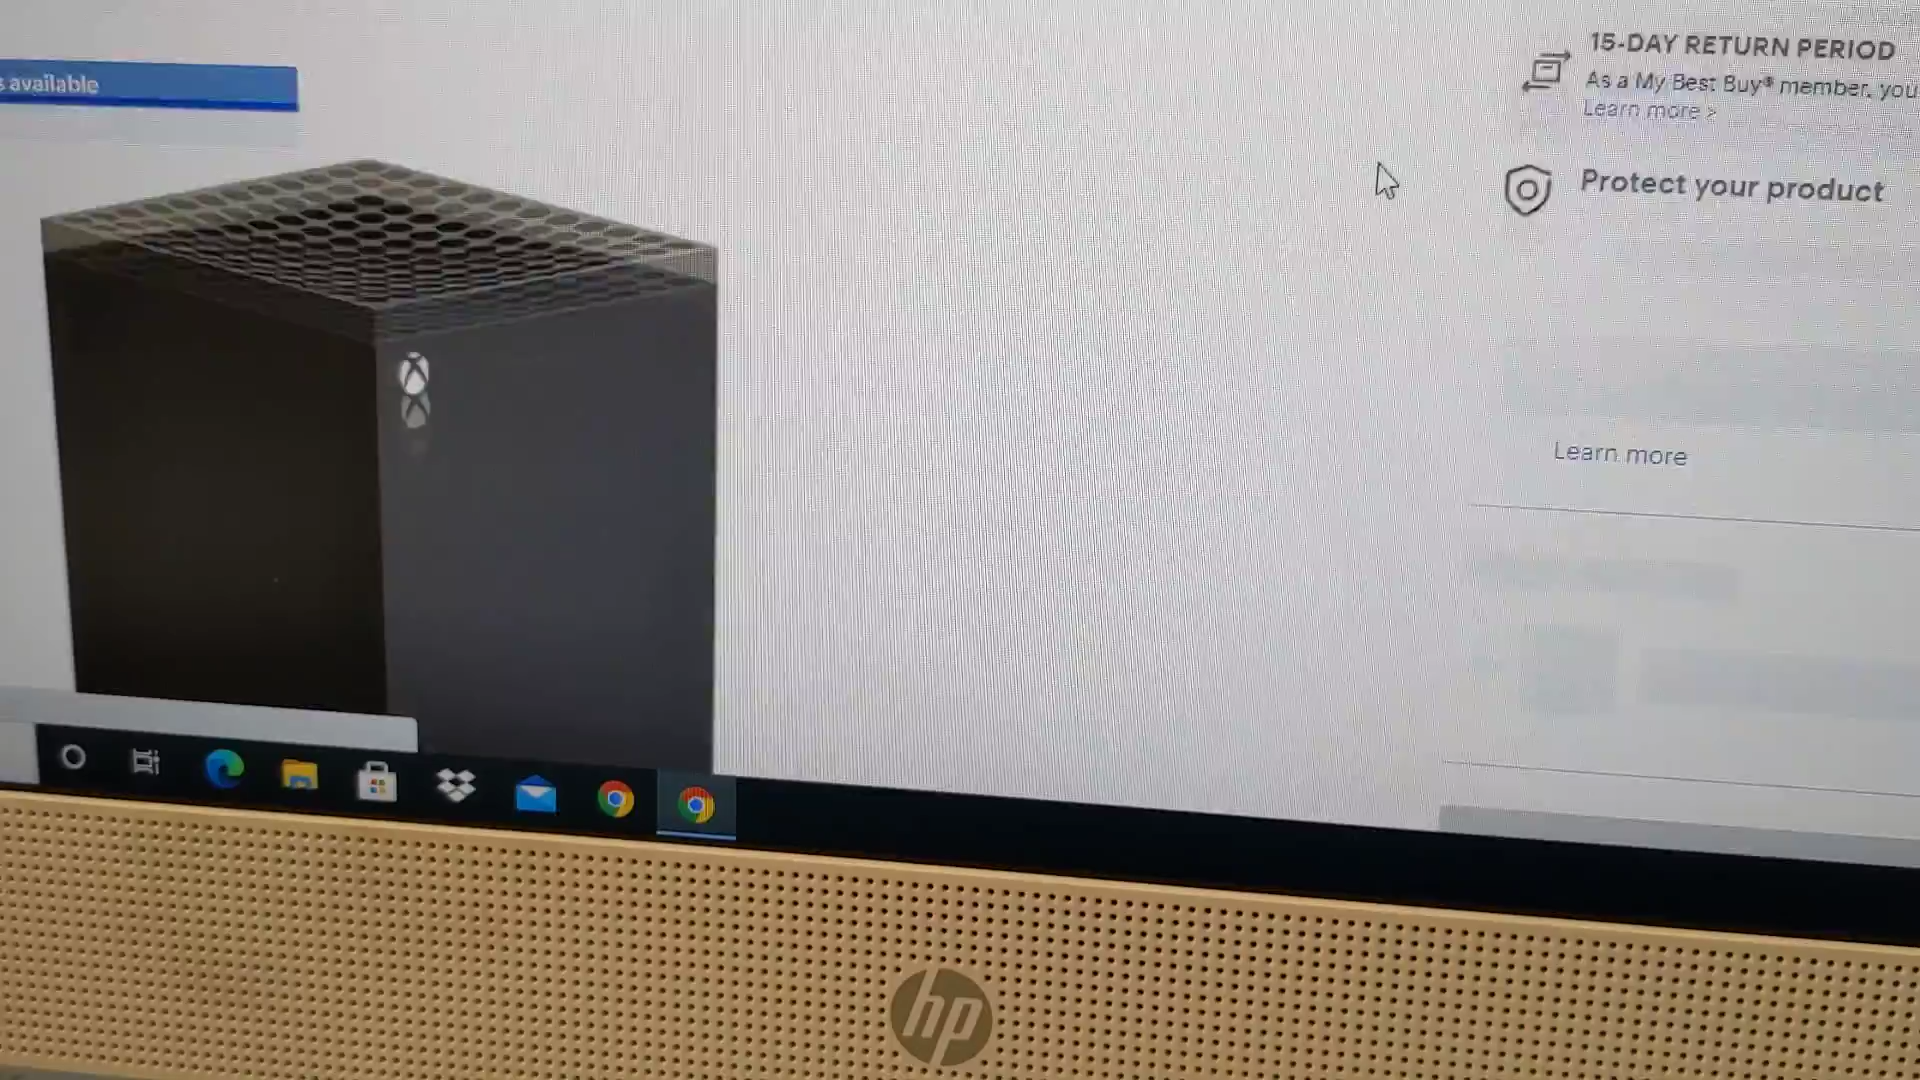 s available
15-DAY RETURN PERIOD
As a My Best Buy® member, you
Learn more >
Protect your product
Learn more
hp